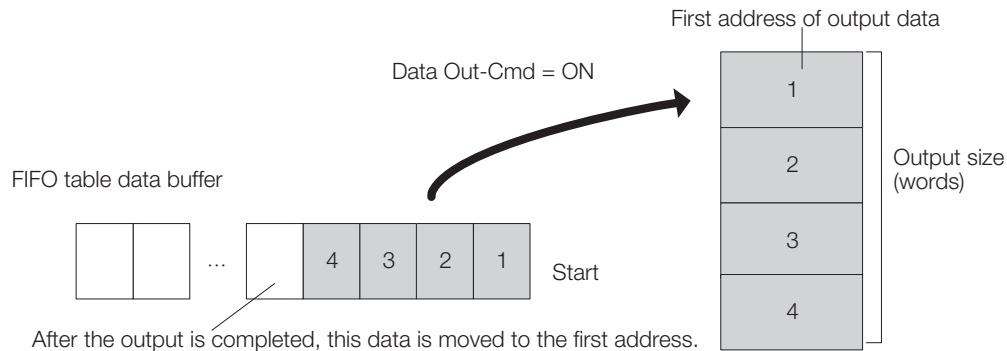 First address of output data
Data Out-Cmd = ON
1
2
3
4
Output size
(words)
FIFO table data buffer
...
4 3 2 1
Start
After the output is completed, this data is moved to the first address.